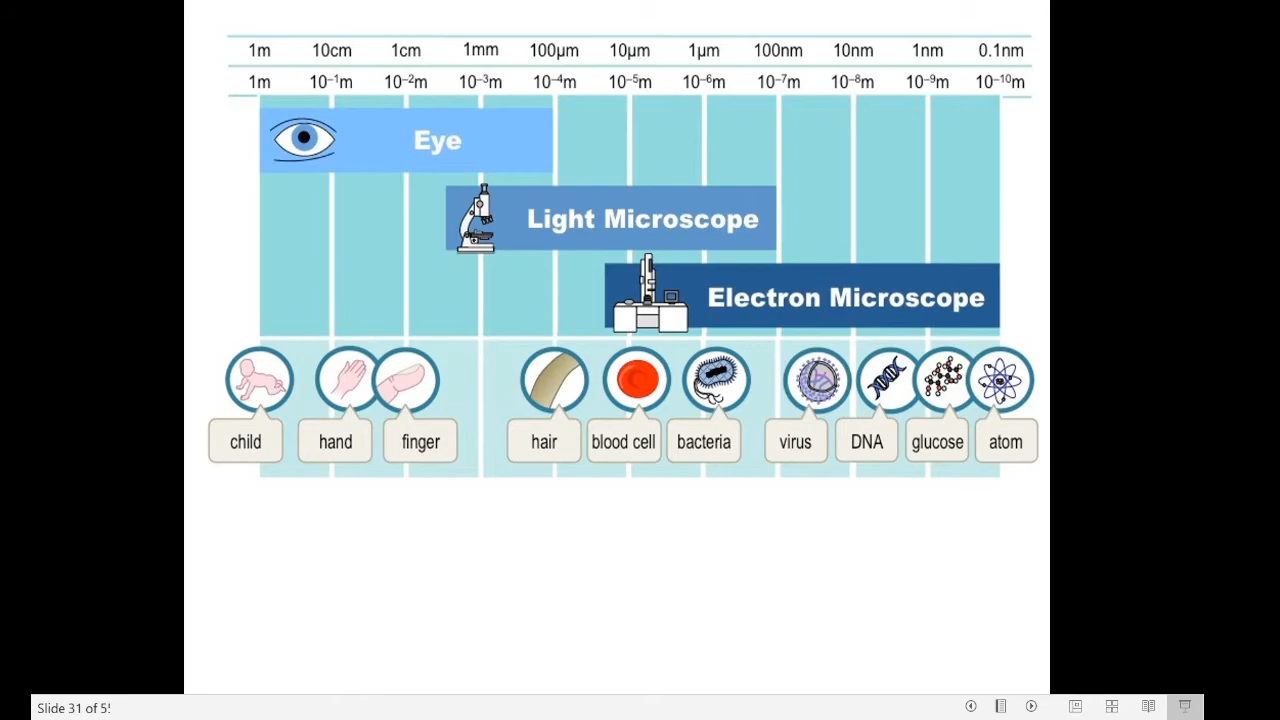 1m 10cm 1cm 1mm 100µm 10µm 1µm 100nm 10nm 1nm 0.1nm
1m 10⁻¹m 10⁻²m 10⁻³m 10⁻⁴m 10⁻⁵m 10⁻⁶m 10⁻⁷m 10⁻⁸m 10⁻⁹m 10⁻¹⁰m
Eye
Light Microscope
Electron Microscope
child hand finger hair blood cell bacteria virus DNA glucose atom
Slide 31 of 5!